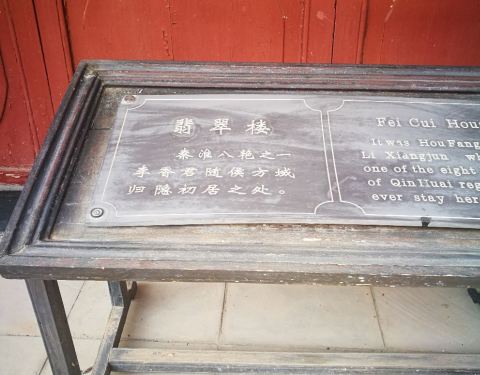 翡翠楼
秦淮八艳之一
李香君随侯方域
归隐初居之处。
Fei Cui Hous
It was Hou Fang
Li Xiangjun wh
one of the eight
of Qin Huai reg
ever stay her